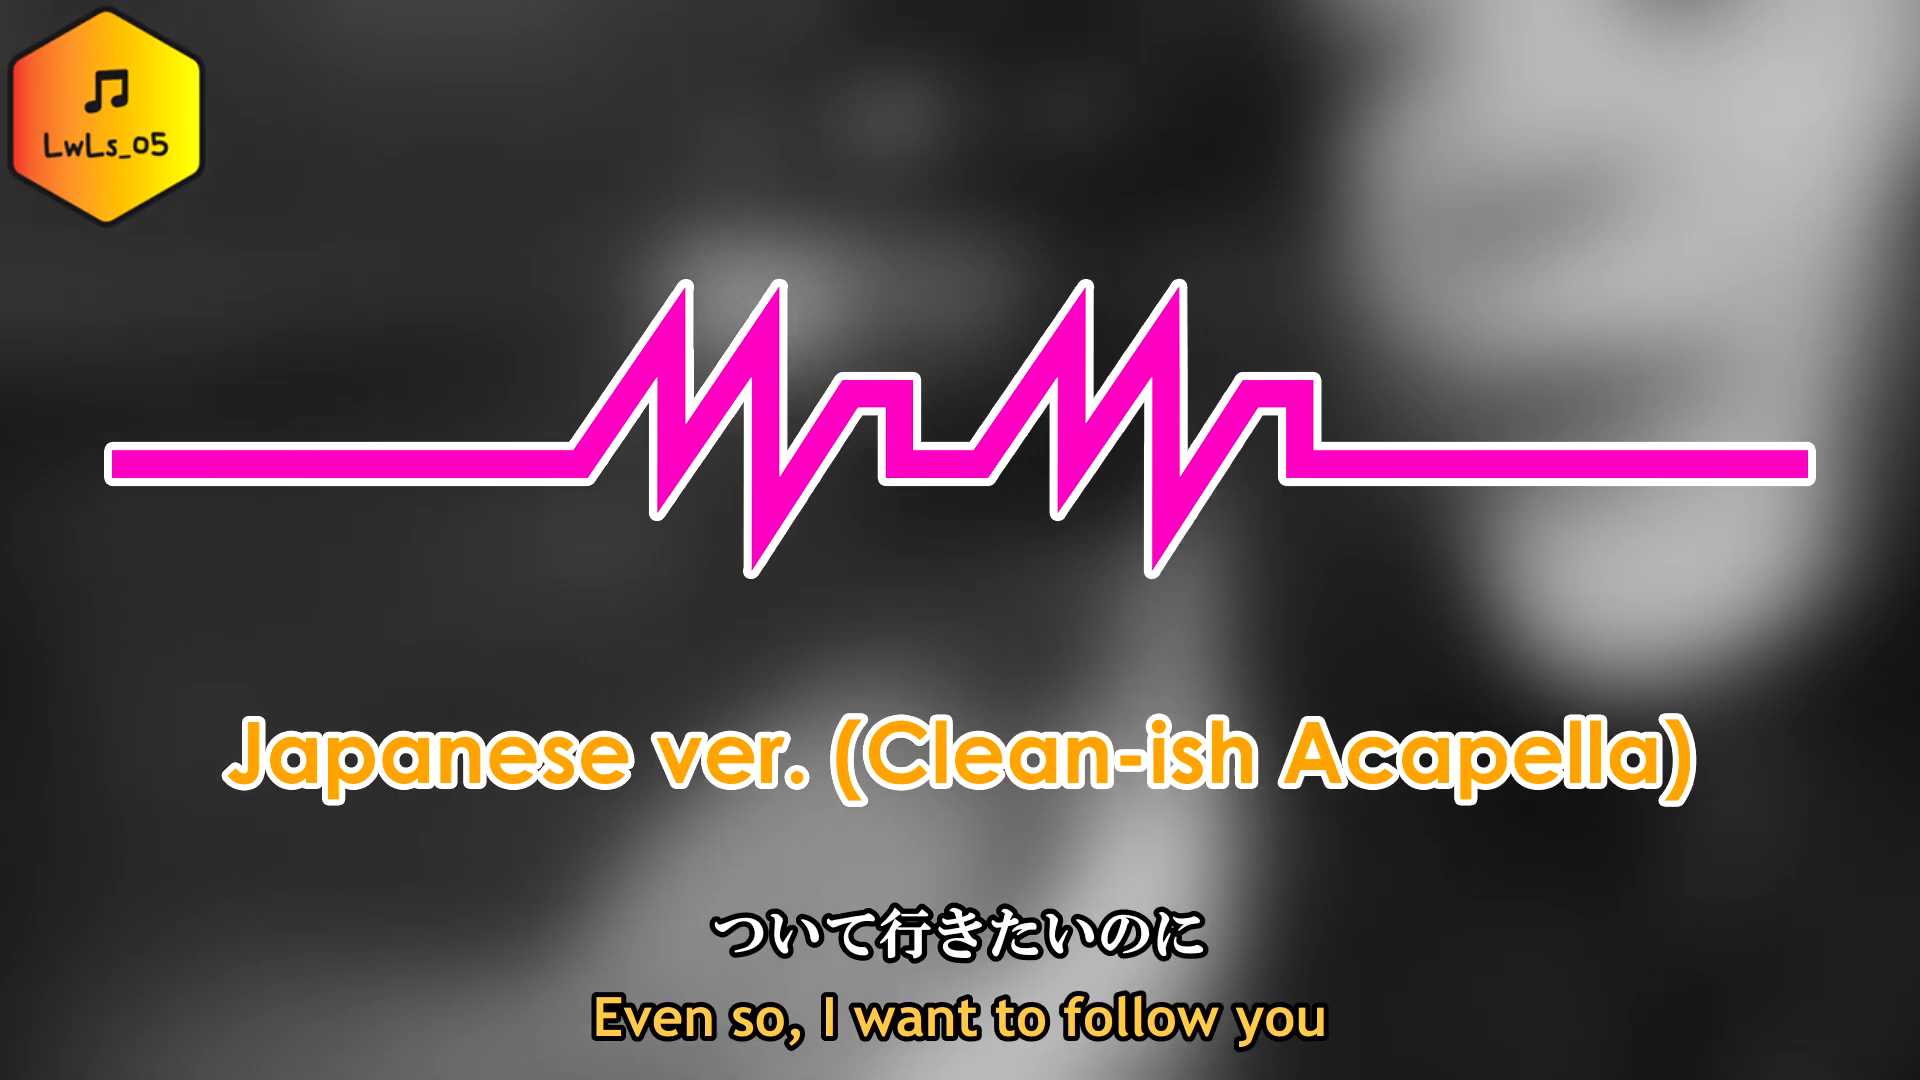 LwLs_05
Japanese ver. (Clean-ish Acapella)
ついて行きたいのに
Even so, I want to follow you